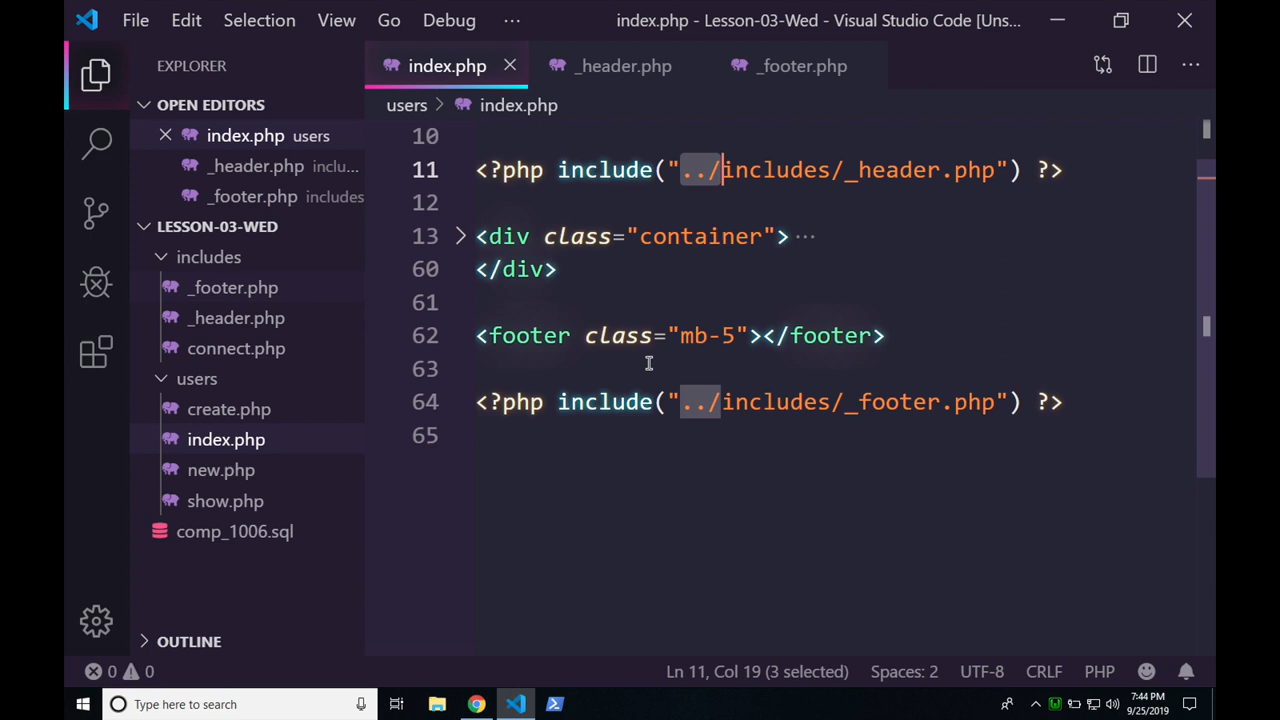 File Edit Selection View Go Debug ··· index.php - Lesson-03-Wed - Visual Studio Code [Uns...
EXPLORER
index.php _header.php _footer.php
OPEN EDITORS
users > index.php
index.php users
_header.php inclu...
_footer.php includes
LESSON-03-WED
includes
_footer.php
_header.php
connect.php
users
create.php
index.php
new.php
show.php
comp_1006.sql
OUTLINE
10
11 <?php include("../includes/_header.php") ?>
12
13 <div class="container">···
60 </div>
61
62 <footer class="mb-5"></footer>
63
64 <?php include("../includes/_footer.php") ?>
65
0 0 Ln 11, Col 19 (3 selected) Spaces: 2 UTF-8 CRLF PHP
Type here to search
7:44 PM
9/25/2019